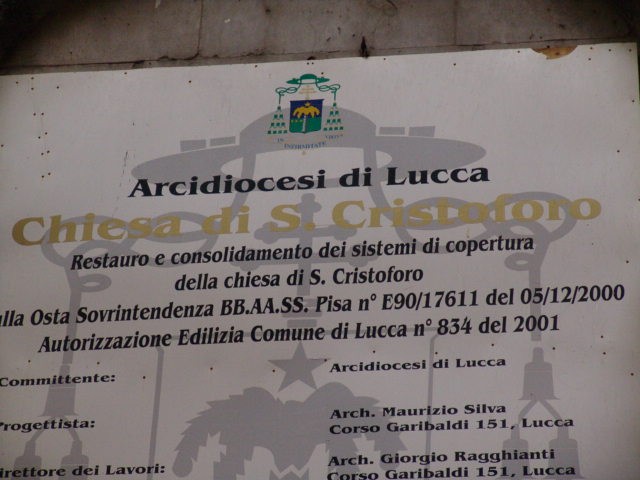 IN INFIRMITATE
Arcidiocesi di Lucca
Chiesa di S. Cristoforo
Restauro e consolidamento dei sistemi di copertura
della chiesa di S. Cristoforo
ulla Osta Sovrintendenza BB.AA.SS. Pisa n° E90/17611 del 05/12/2000
Autorizzazione Edilizia Comune di Lucca n° 834 del 2001
Committente: Arcidiocesi di Lucca
Progettista: Arch. Maurizio Silva
Corso Garibaldi 151, Lucca
irettore dei Lavori: Arch. Giorgio Ragghianti
Corso Garibaldi 151, Lucca